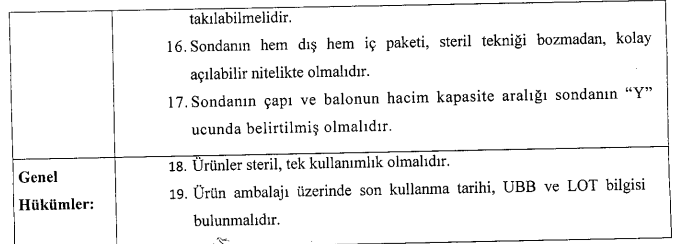 takılabilmelidir.
16. Sondanın hem dış hem iç paketi, steril tekniği bozmadan, kolay
açılabilir nitelikte olmalıdır.
17. Sondanın çapı ve balonun hacim kapasite aralığı sondanın “Y”
ucunda belirtilmiş olmalıdır.
Genel
Hükümler:
18. Ürünler steril, tek kullanımlık olmalıdır.
19. Ürün ambalajı üzerinde son kullanma tarihi, UBB ve LOT bilgisi
bulunmalıdır.